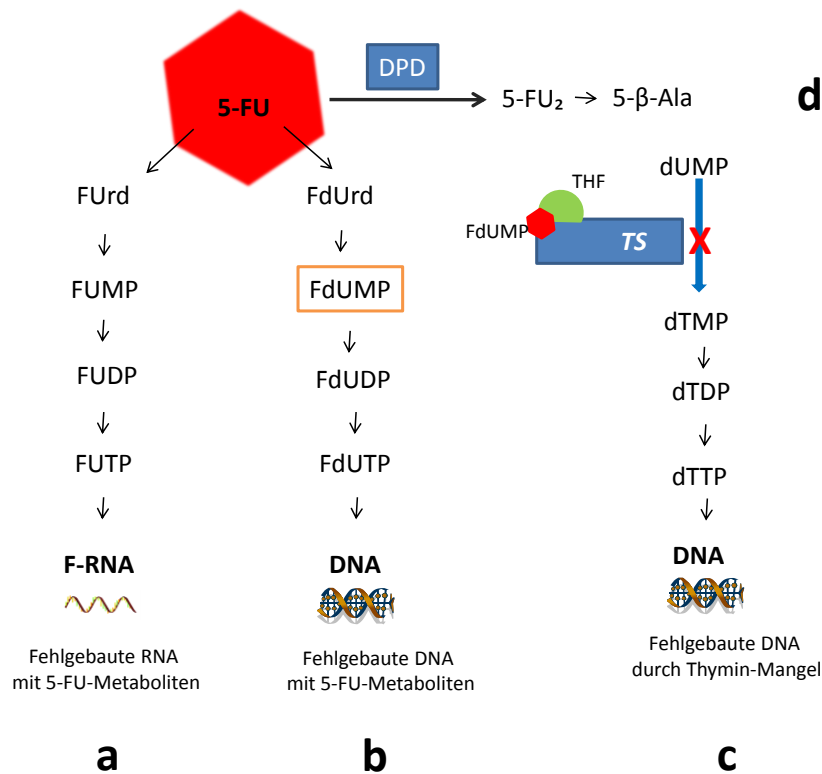 DPD
5-FU
5-FU₂
5-β-Ala
d
FUrd
FdUrd
THF
dUMP
FdUMP
TS
X
FUMP
FdUMP
dTMP
FUDP
FdUDP
dTDP
FUTP
FdUTP
dTTP
F-RNA
DNA
DNA
Fehlgebaute RNA
mit 5-FU-Metaboliten
Fehlgebaute DNA
mit 5-FU-Metaboliten
Fehlgebaute DNA
durch Thymin-Mangel
a
b
c